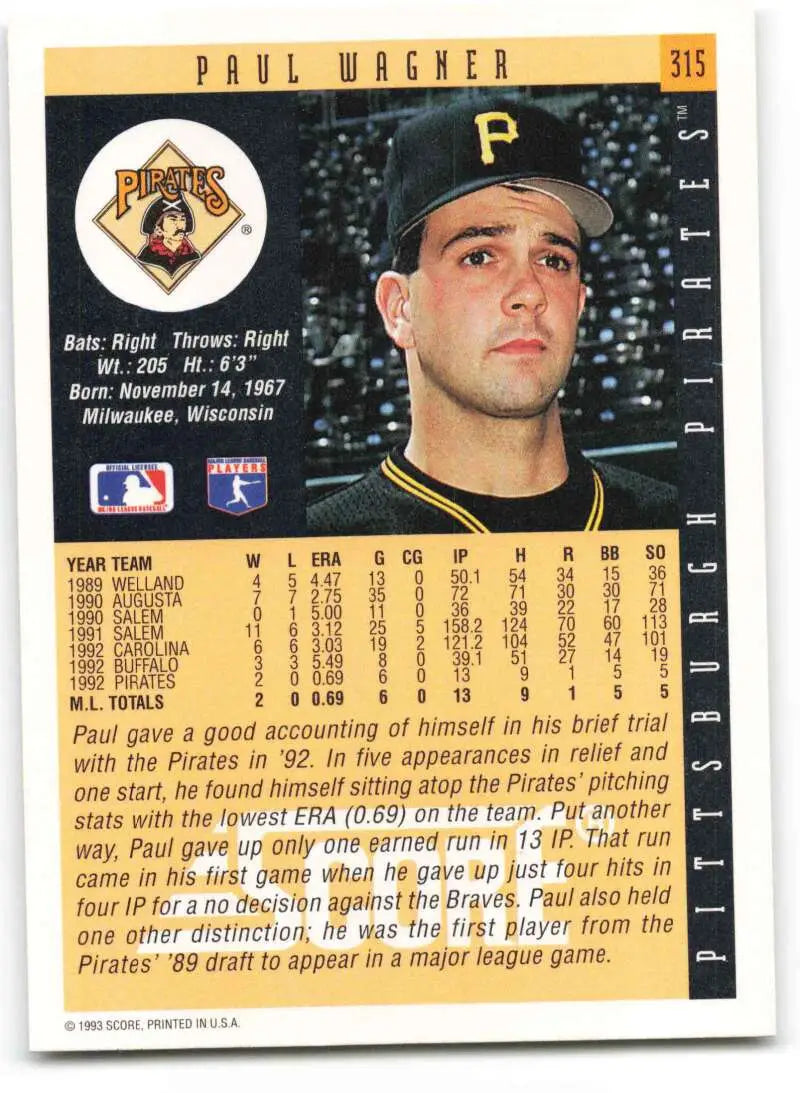 PAUL WAGNER
315
PIRATES
®
P
PITTSBURGH PIRATES™
Bats: Right Throws: Right
Wt.: 205 Ht.: 6'3"
Born: November 14, 1967
Milwaukee, Wisconsin
OFFICIAL LICENSEE
MAJOR LEAGUE BASEBALL
MAJOR LEAGUE BASEBALL
PLAYERS
YEAR TEAM W L ERA G CG IP H R BB SO
1989 WELLAND 4 5 4.47 13 0 50.1 54 34 15 36
1990 AUGUSTA 7 7 2.75 35 0 72 71 30 30 71
1990 SALEM 0 1 5.00 11 0 36 39 22 17 28
1991 SALEM 11 6 3.12 25 5 158.2 124 70 60 113
1992 CAROLINA 6 6 3.03 19 2 121.2 104 52 47 101
1992 BUFFALO 3 3 5.49 8 0 39.1 51 27 14 19
1992 PIRATES 2 0 0.69 6 0 13 9 1 5 5
M.L. TOTALS 2 0 0.69 6 0 13 9 1 5 5
Paul gave a good accounting of himself in his brief trial
with the Pirates in '92. In five appearances in relief and
one start, he found himself sitting atop the Pirates' pitching
stats with the lowest ERA (0.69) on the team. Put another
way, Paul gave up only one earned run in 13 IP. That run
came in his first game when he gave up just four hits in
four IP for a no decision against the Braves. Paul also held
one other distinction; he was the first player from the
Pirates' '89 draft to appear in a major league game.
SCORE®
© 1993 SCORE, PRINTED IN U.S.A.